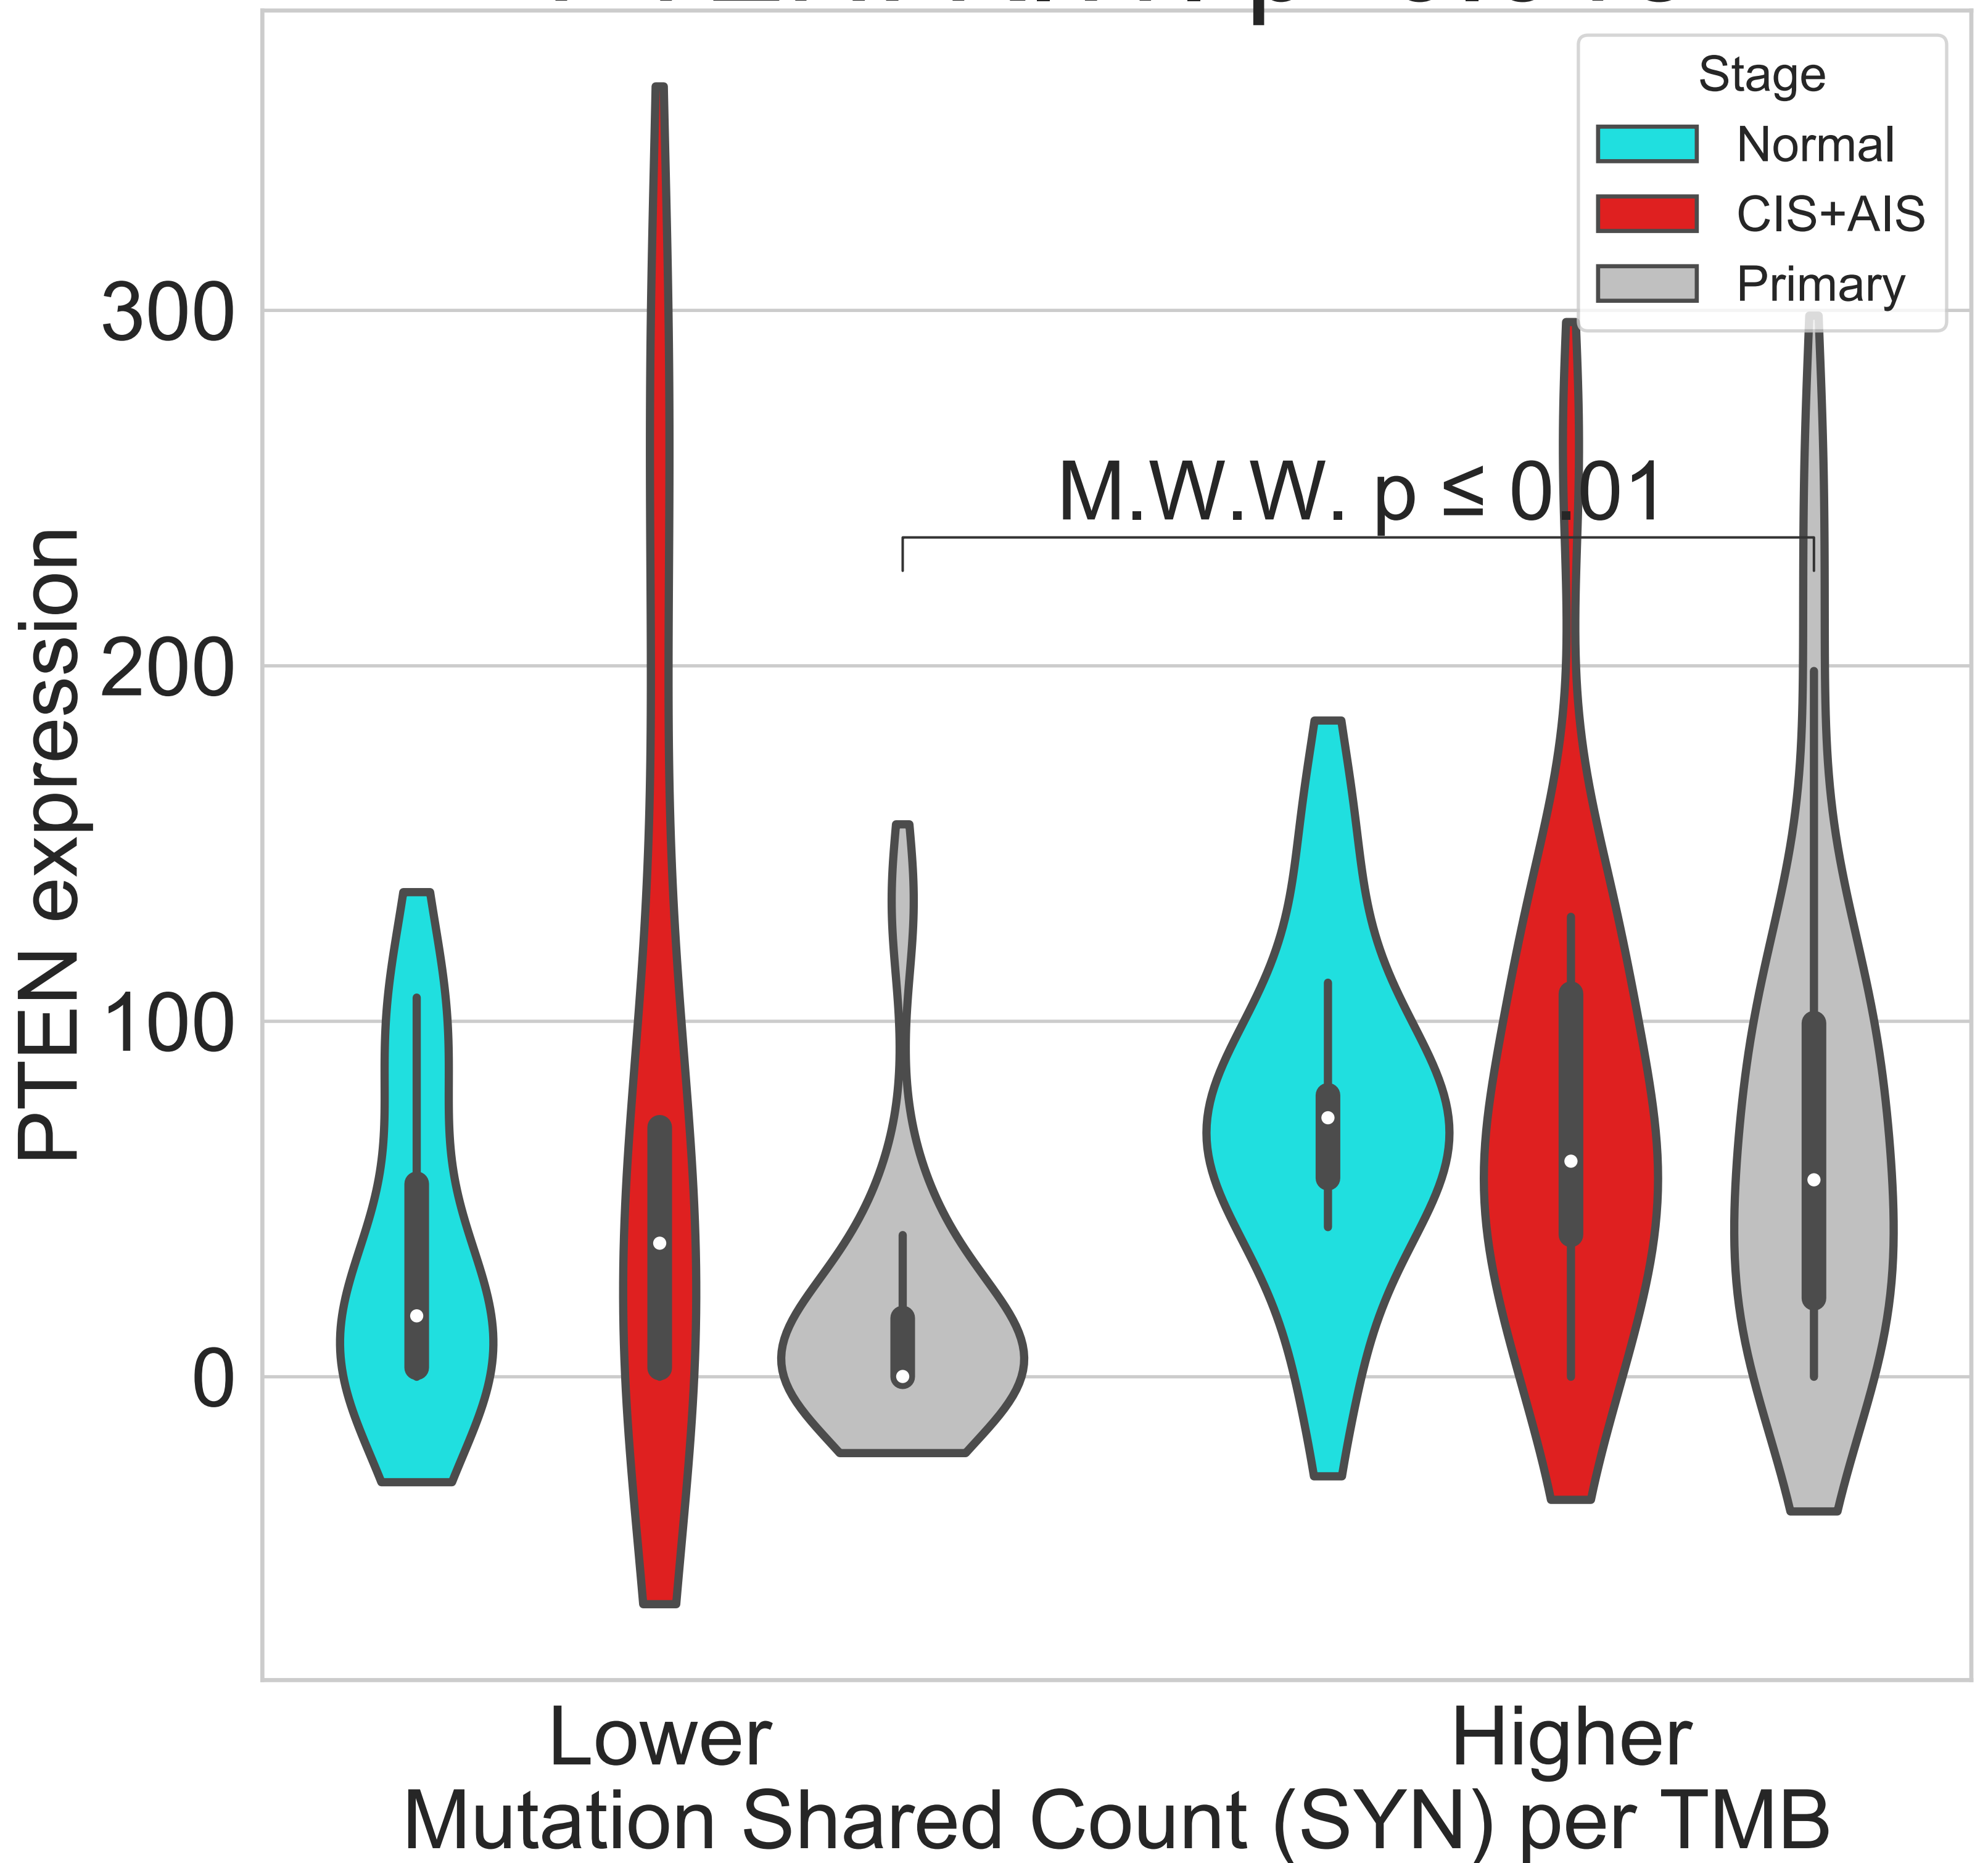 Stage
Normal
CIS+AIS
Primary
300
200
100
0
PTEN expression
M.W.W. p ≤ 0.01
Lower
Higher
Mutation Shared Count (SYN) per TMB